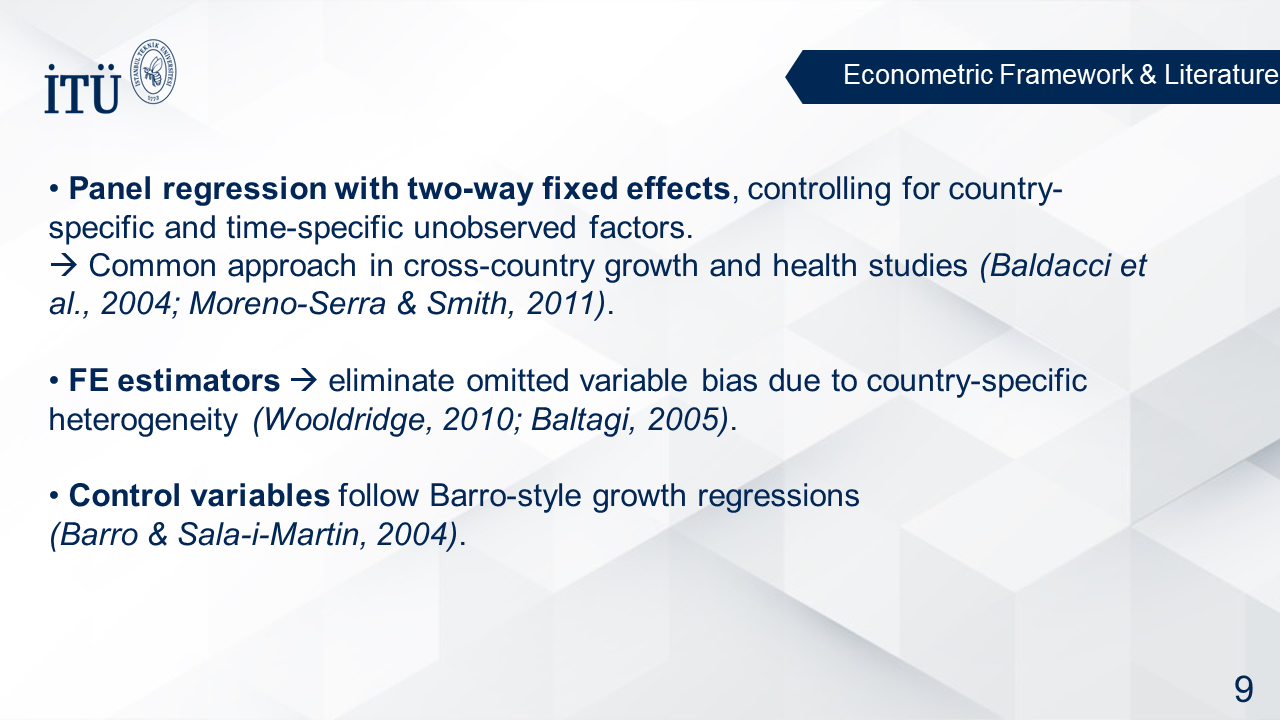 İTÜ
İSTANBUL TEKNİK ÜNİVERSİTESİ
1773
Econometric Framework & Literature
• Panel regression with two-way fixed effects, controlling for country-
specific and time-specific unobserved factors.
→ Common approach in cross-country growth and health studies (Baldacci et
al., 2004; Moreno-Serra & Smith, 2011).
• FE estimators → eliminate omitted variable bias due to country-specific
heterogeneity (Wooldridge, 2010; Baltagi, 2005).
• Control variables follow Barro-style growth regressions
(Barro & Sala-i-Martin, 2004).
9